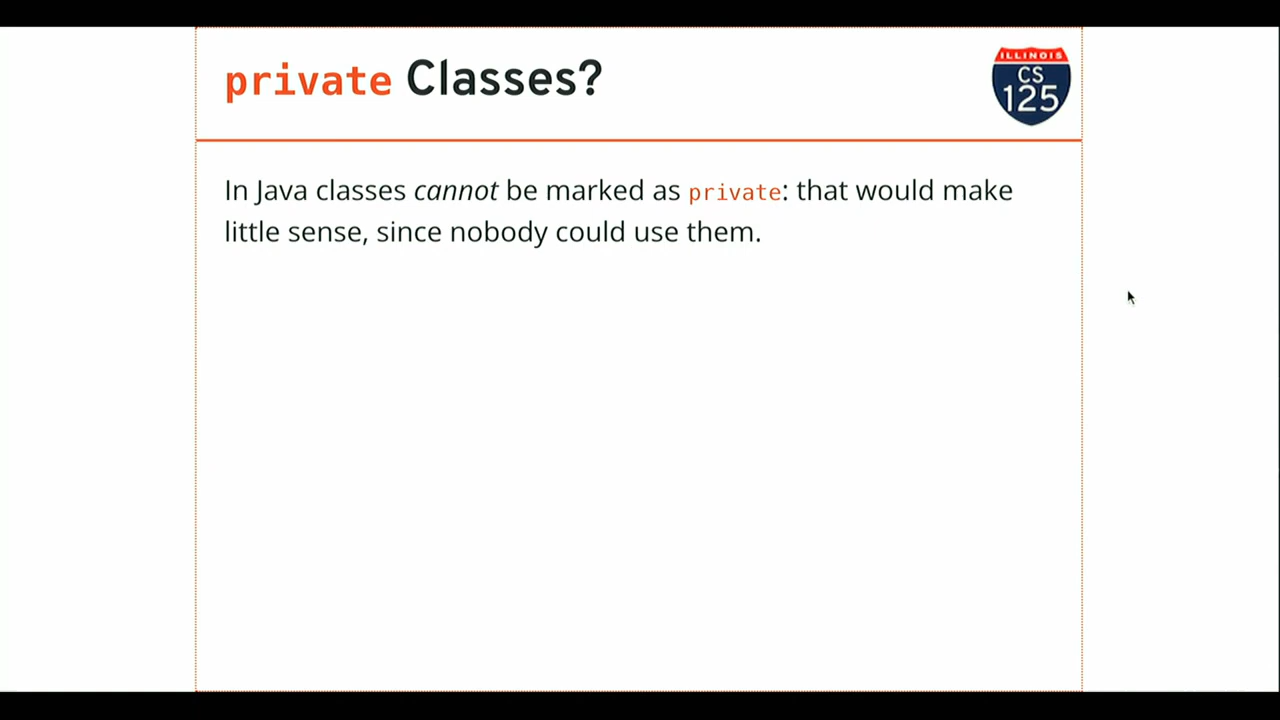 private Classes?
ILLINOIS
CS
125
In Java classes cannot be marked as private: that would make
little sense, since nobody could use them.